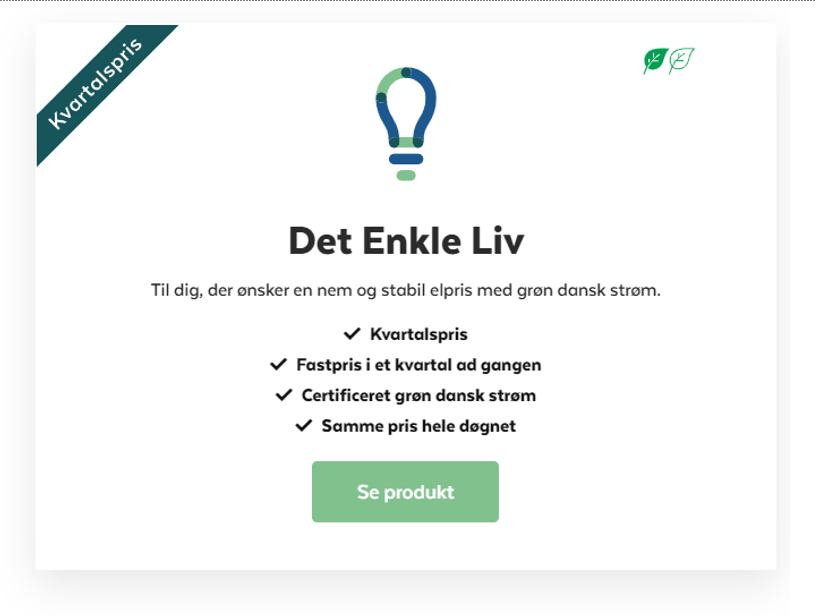 Kvartalspris
Det Enkle Liv
Til dig, der ønsker en nem og stabil elpris med grøn dansk strøm.
Kvartalspris
Fastpris i et kvartal ad gangen
Certificeret grøn dansk strøm
Samme pris hele døgnet
Se produkt